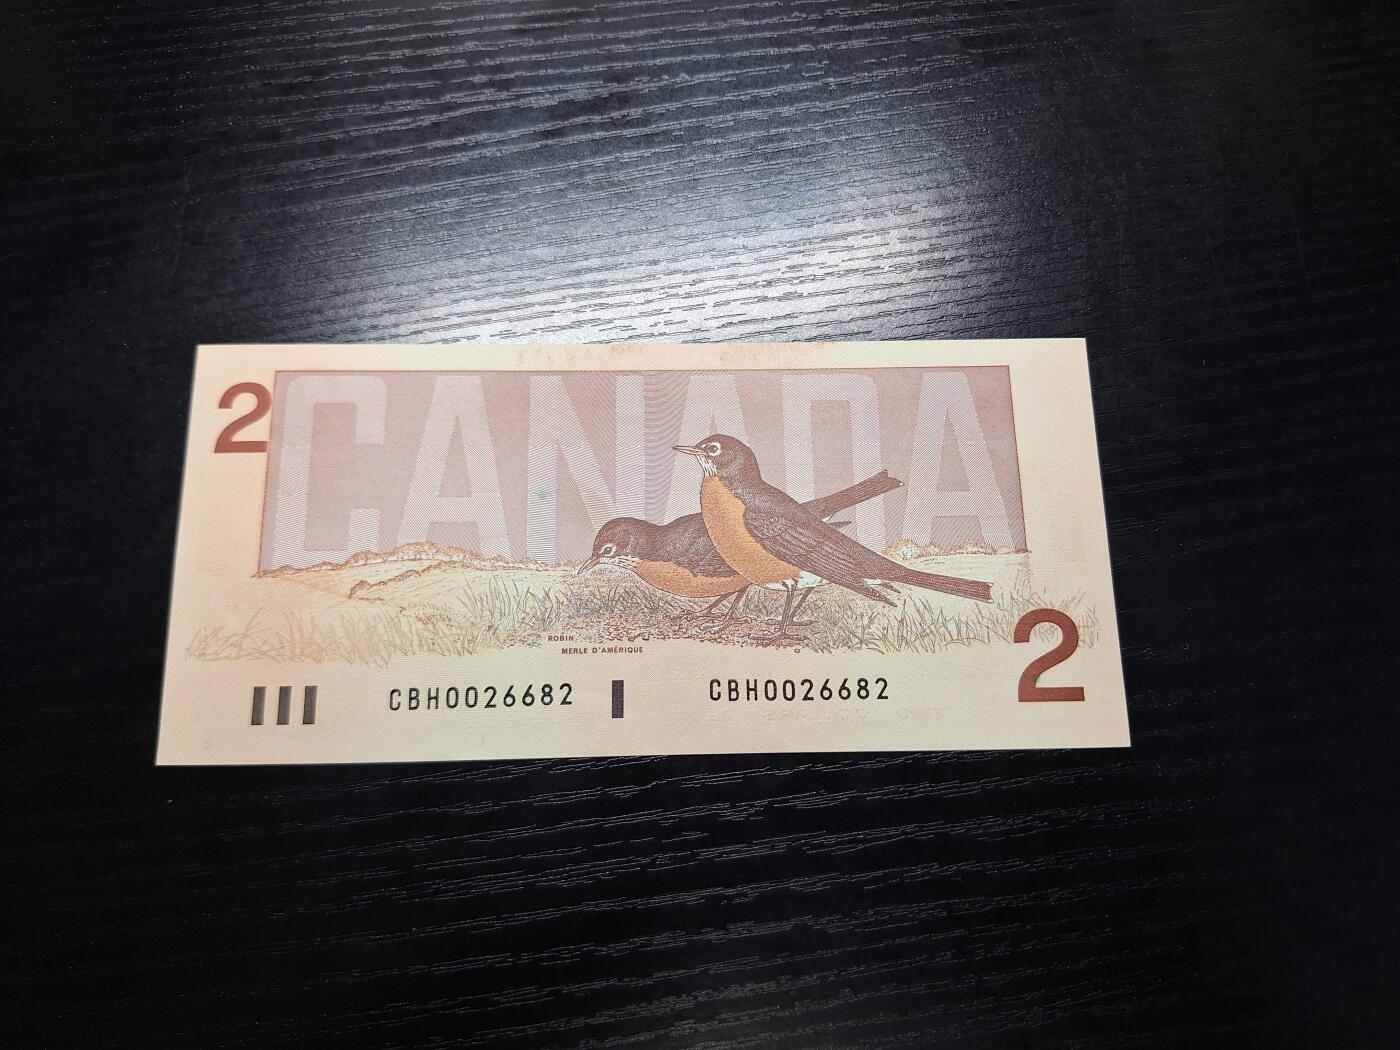 2
CANADA
ROBIN
MERLE D'AMÉRIQUE
2
CBH0026682 CBH0026682